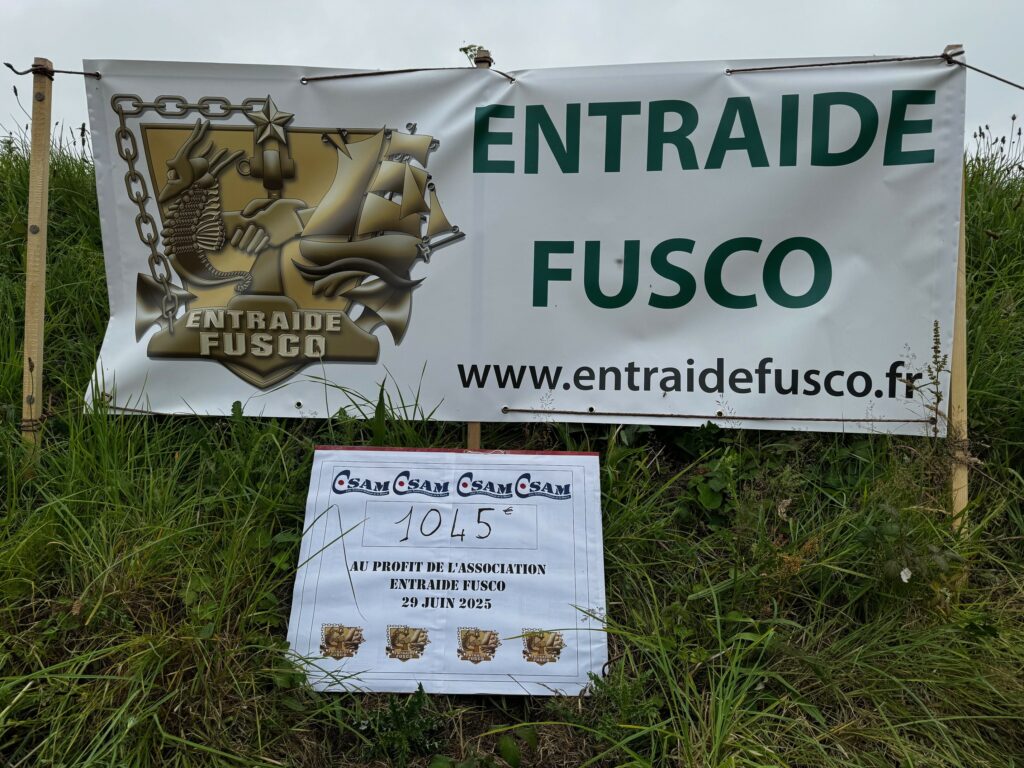 ENTRAIDE
FUSCO
ENTRAIDE
FUSCO
www.entraidefusco.fr
CSAM CSAM CSAM CSAM
1045 €
AU PROFIT DE L'ASSOCIATION
ENTRAIDE FUSCO
29 JUIN 2025